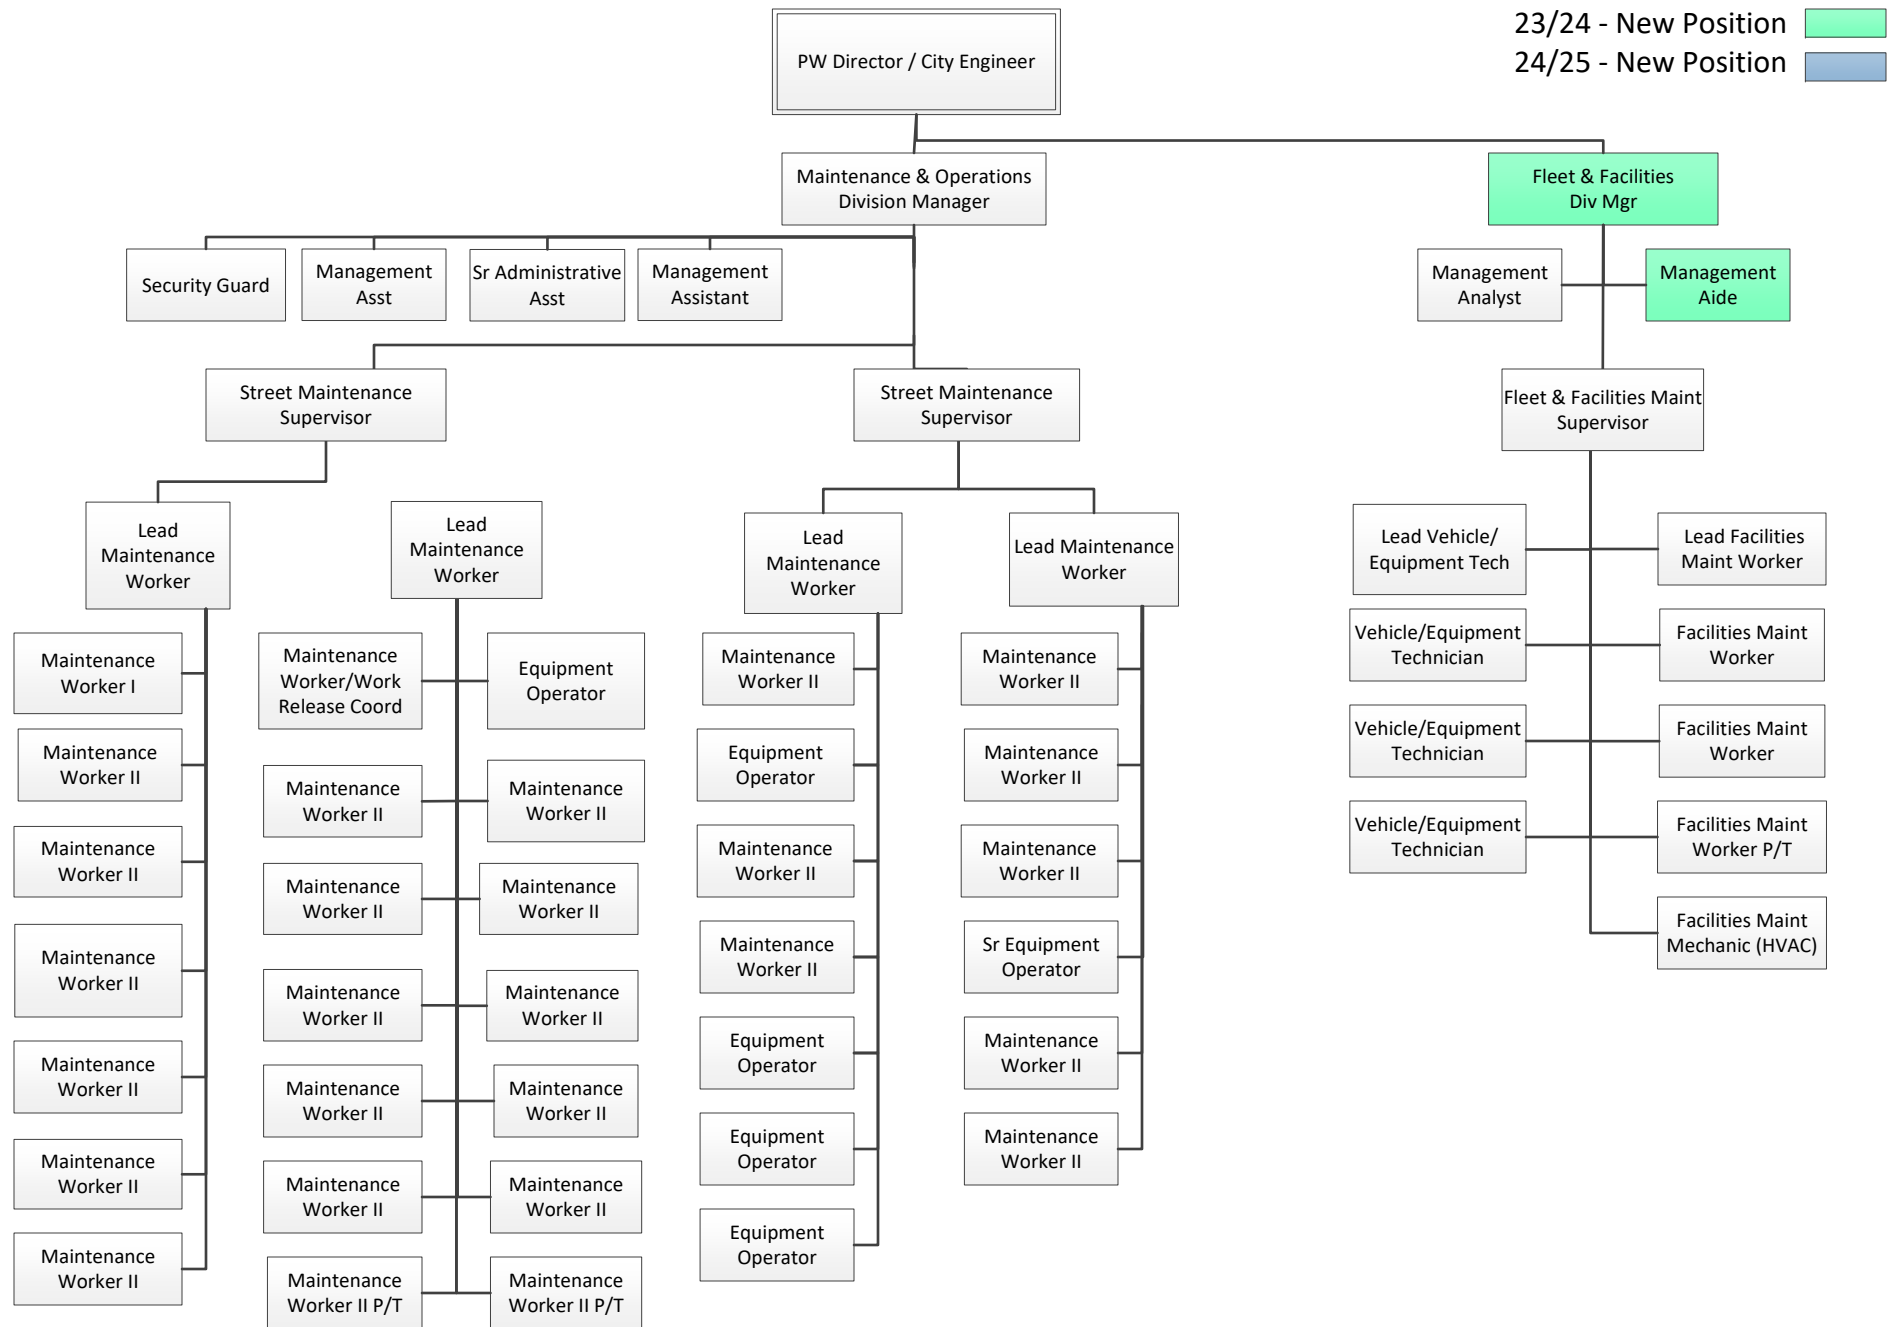 23/24 - New Position
24/25 - New Position
PW Director / City Engineer
Maintenance & Operations
Division Manager
Fleet & Facilities
Div Mgr
Security Guard
Management
Asst
Sr Administrative
Asst
Management
Assistant
Management
Analyst
Management
Aide
Street Maintenance
Supervisor
Street Maintenance
Supervisor
Fleet & Facilities Maint
Supervisor
Lead
Maintenance
Worker
Lead
Maintenance
Worker
Lead
Maintenance
Worker
Lead Maintenance
Worker
Maintenance
Worker I
Maintenance
Worker II
Maintenance
Worker II
Maintenance
Worker II
Maintenance
Worker II
Maintenance
Worker II
Maintenance
Worker II
Maintenance
Worker/Work
Release Coord
Equipment
Operator
Maintenance
Worker II
Maintenance
Worker II
Maintenance
Worker II
Maintenance
Worker II
Maintenance
Worker II
Maintenance
Worker II
Maintenance
Worker II
Maintenance
Worker II
Maintenance
Worker II
Maintenance
Worker II
Maintenance
Worker II P/T
Maintenance
Worker II P/T
Maintenance
Worker II
Equipment
Operator
Maintenance
Worker II
Maintenance
Worker II
Equipment
Operator
Equipment
Operator
Equipment
Operator
Maintenance
Worker II
Maintenance
Worker II
Maintenance
Worker II
Sr Equipment
Operator
Maintenance
Worker II
Maintenance
Worker II
Lead Vehicle/
Equipment Tech
Lead Facilities
Maint Worker
Vehicle/Equipment
Technician
Facilities Maint
Worker
Vehicle/Equipment
Technician
Facilities Maint
Worker
Vehicle/Equipment
Technician
Facilities Maint
Worker P/T
Facilities Maint
Mechanic (HVAC)